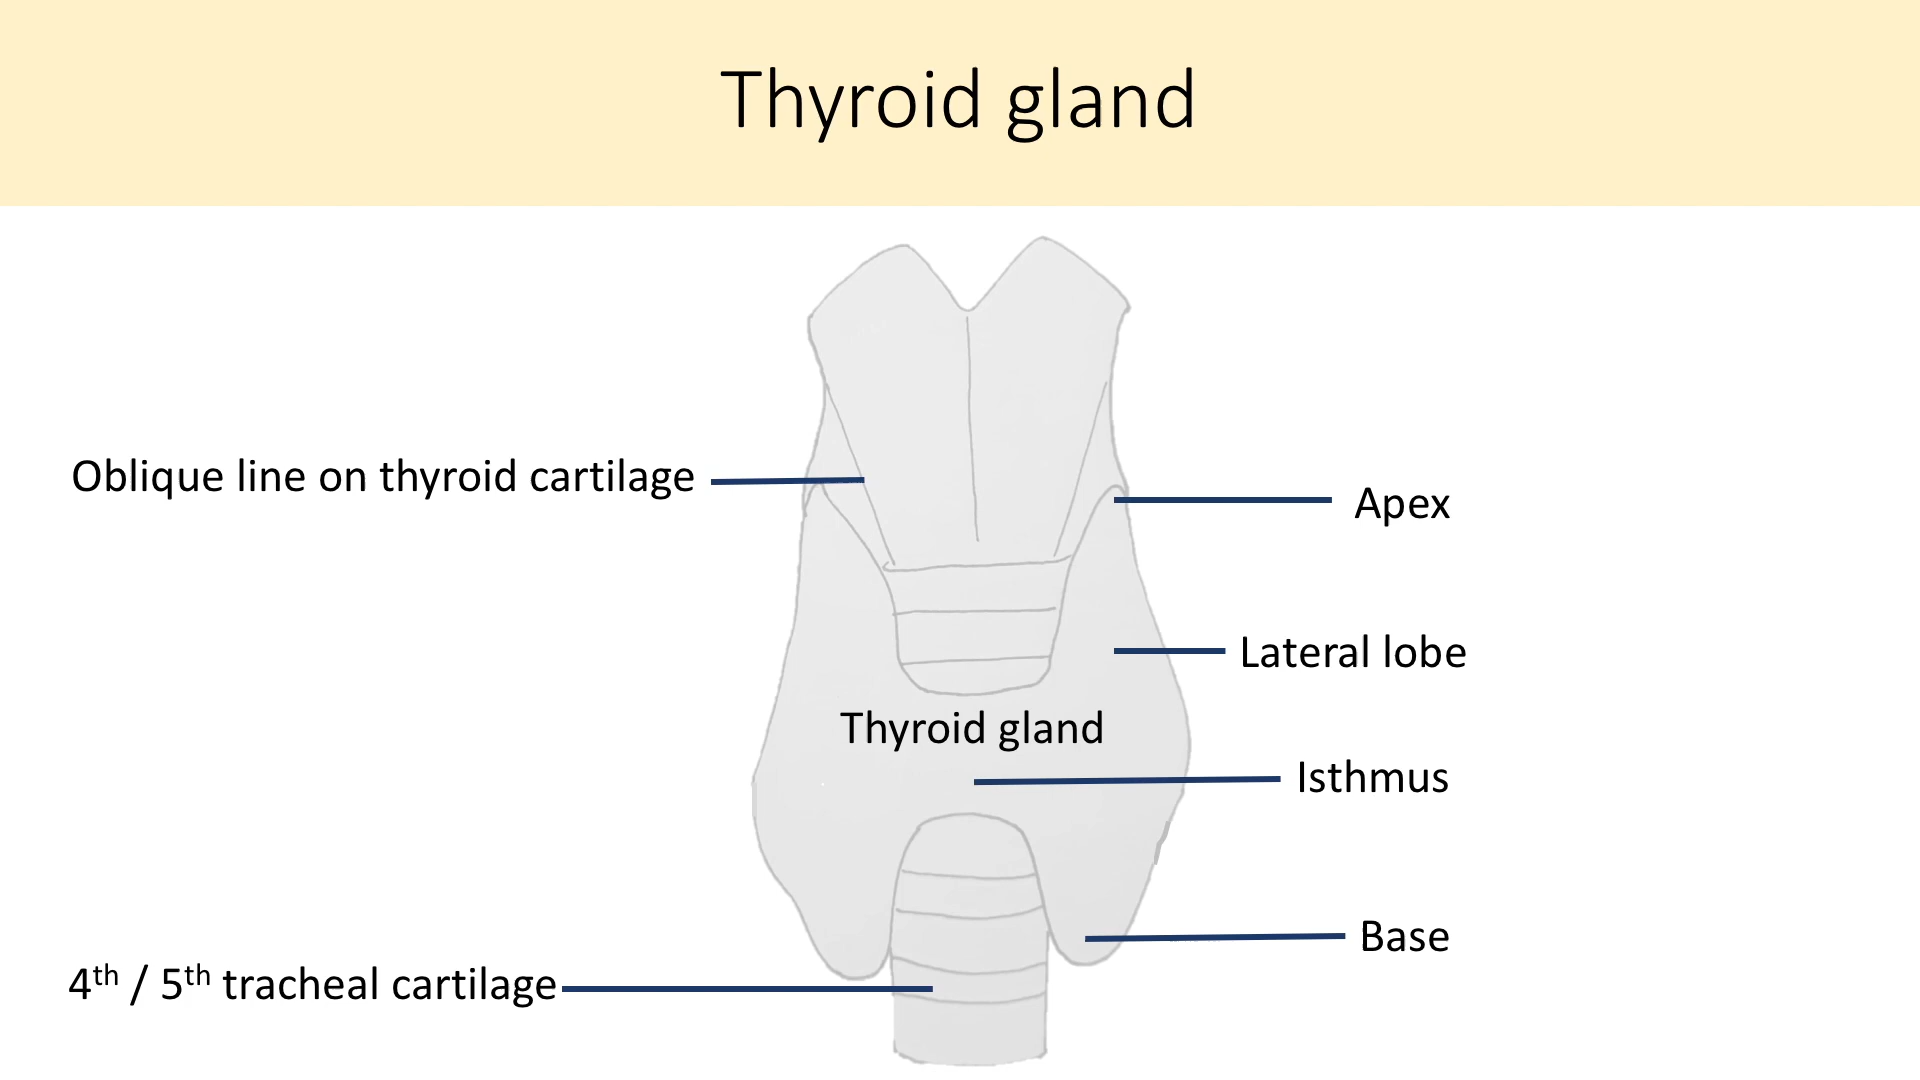 Thyroid gland
Oblique line on thyroid cartilage
Apex
Lateral lobe
Thyroid gland
Isthmus
Base
4th / 5th tracheal cartilage